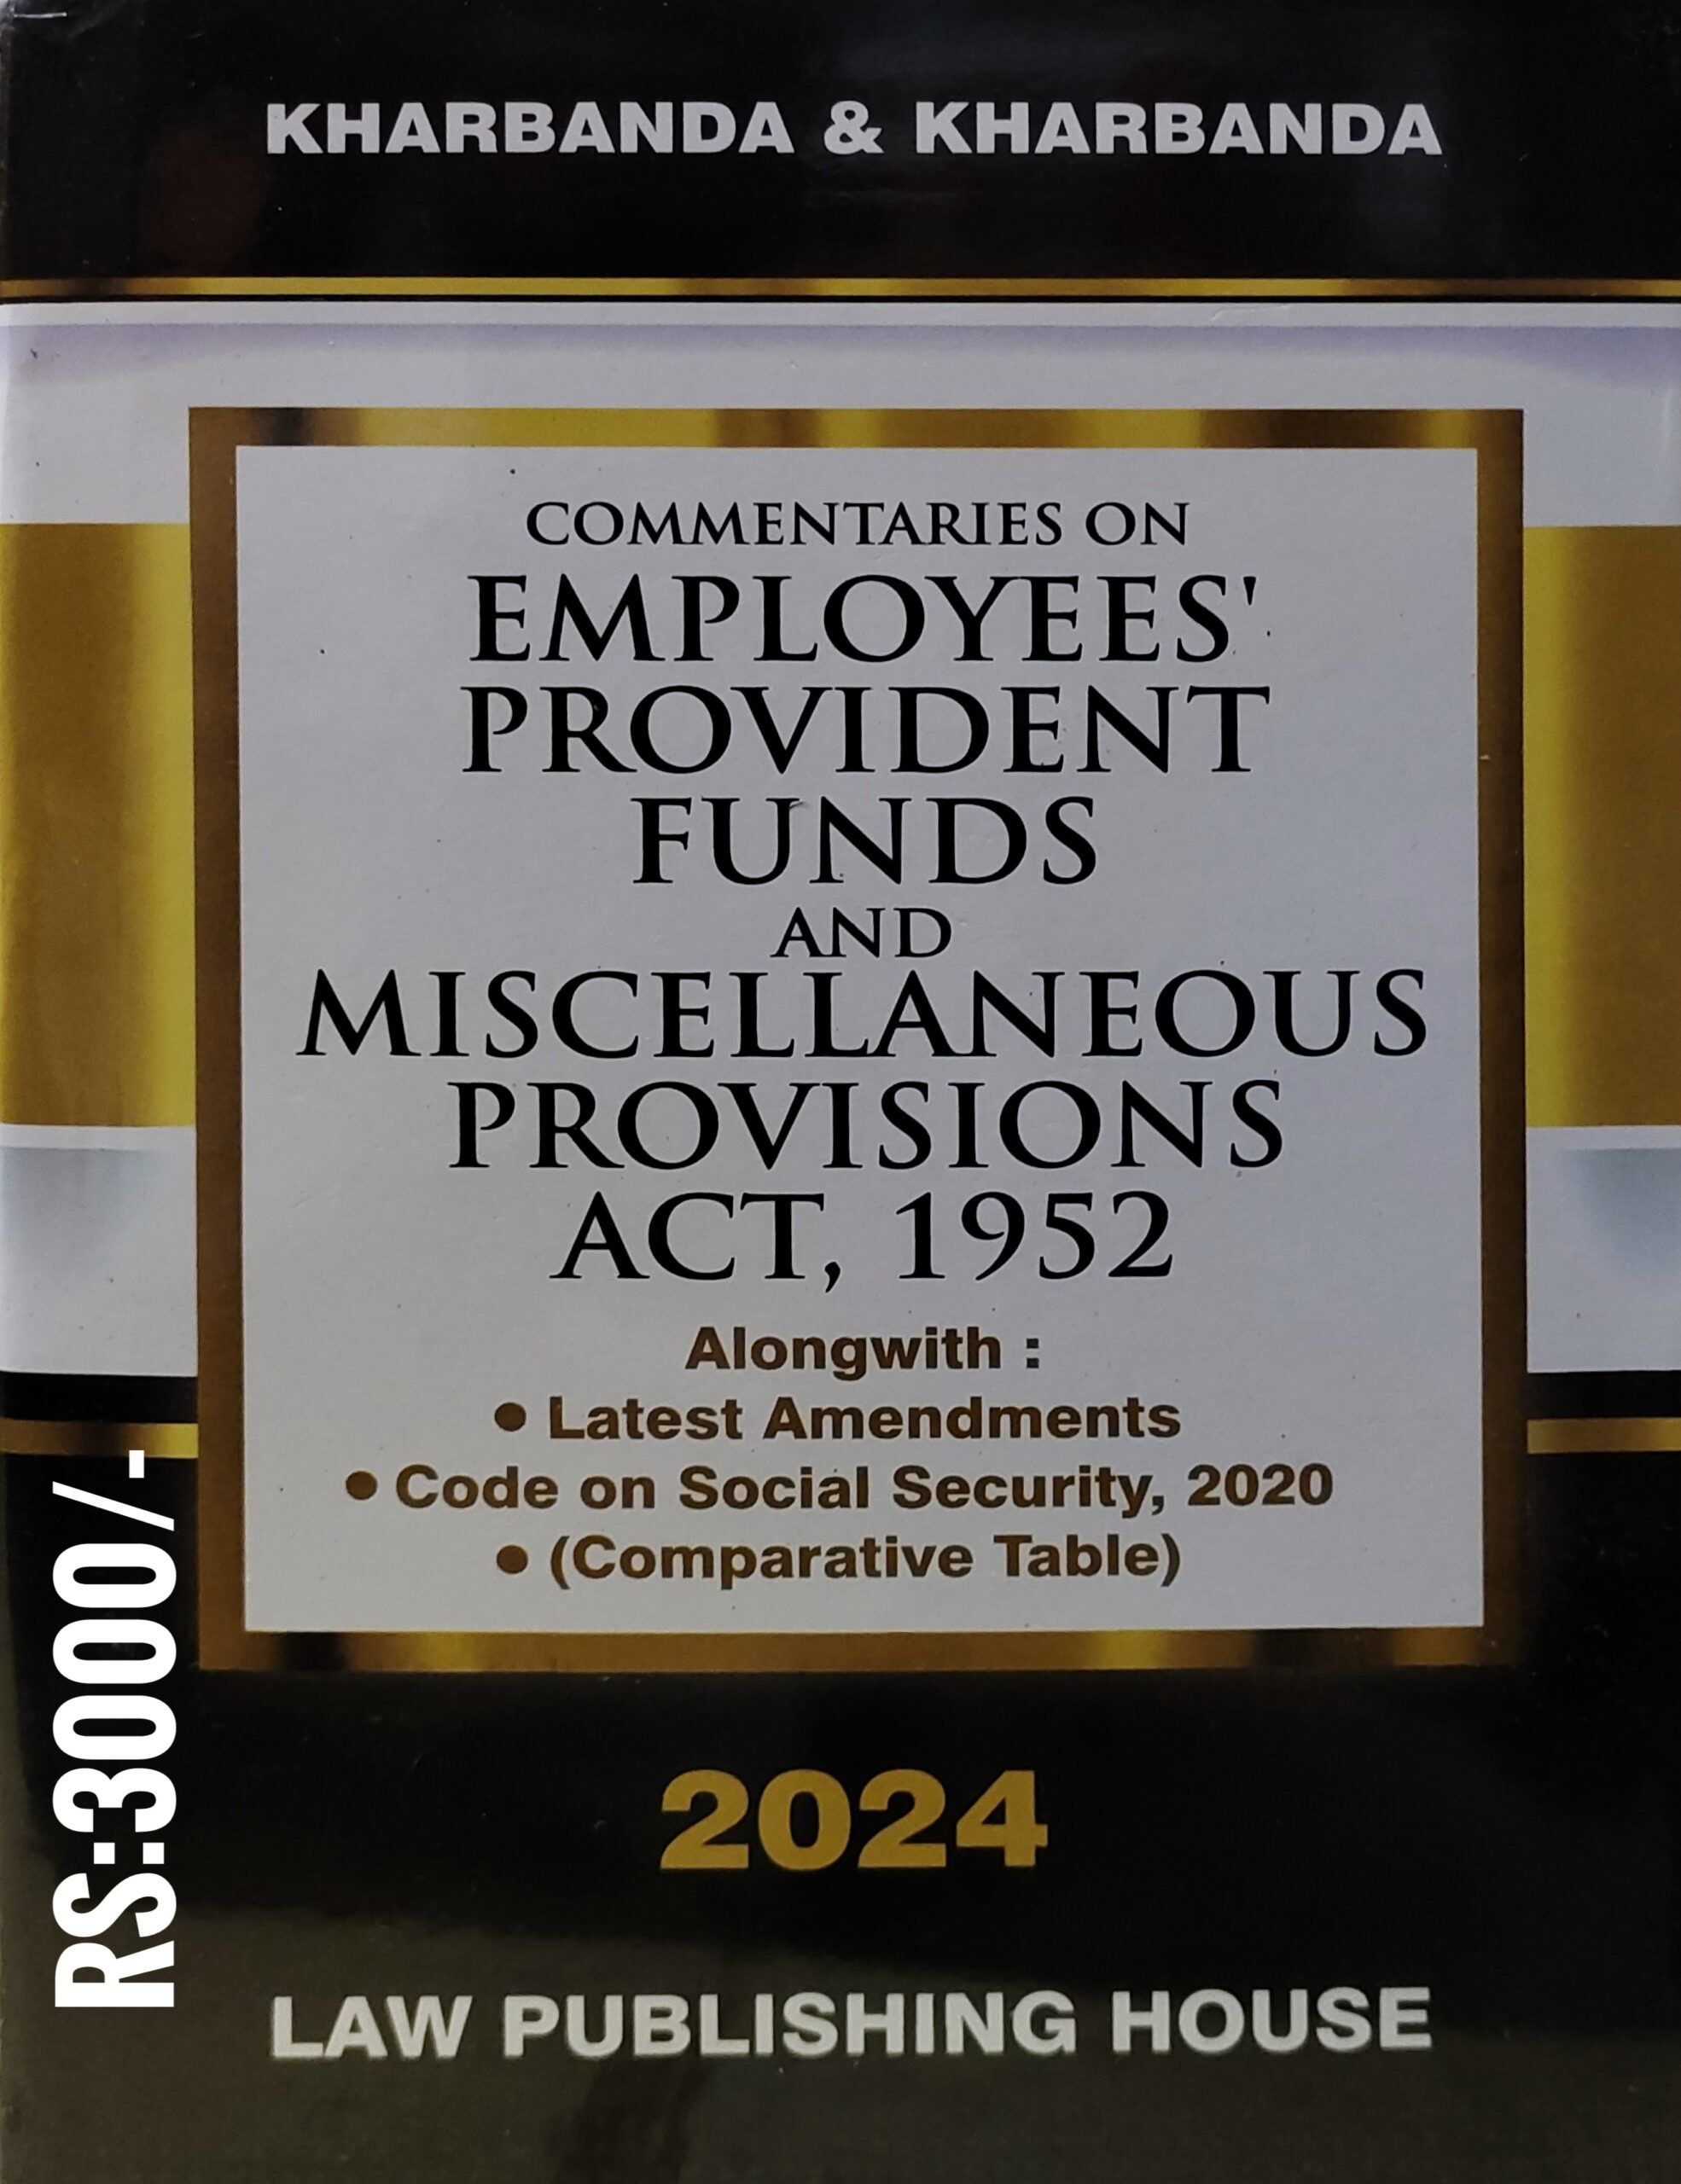 KHARBANDA & KHARBANDA
COMMENTARIES ON
EMPLOYEES'
PROVIDENT
FUNDS
AND
MISCELLANEOUS
PROVISIONS
ACT, 1952
Alongwith :
• Latest Amendments
• Code on Social Security, 2020
• (Comparative Table)
RS:3000/-
2024
LAW PUBLISHING HOUSE